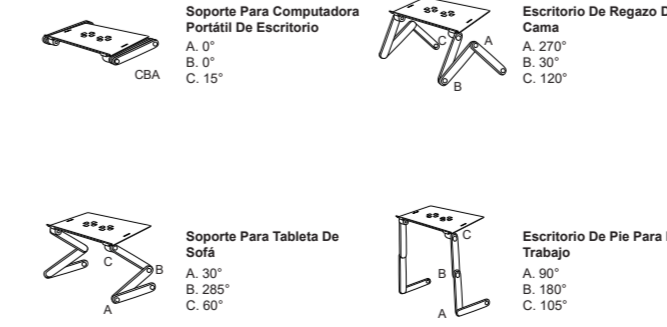 Soporte Para Computadora
Portátil De Escritorio
A. 0°
B. 0°
C. 15°
CBA
Escritorio De Regazo
Cama
A. 270°
B. 30°
C. 120°
C
A
B
Soporte Para Tableta De
Sofá
A. 30°
B. 285°
C. 60°
C
B
A
Escritorio De Pie Para
Trabajo
A. 90°
B. 180°
C. 105°
C
B
A